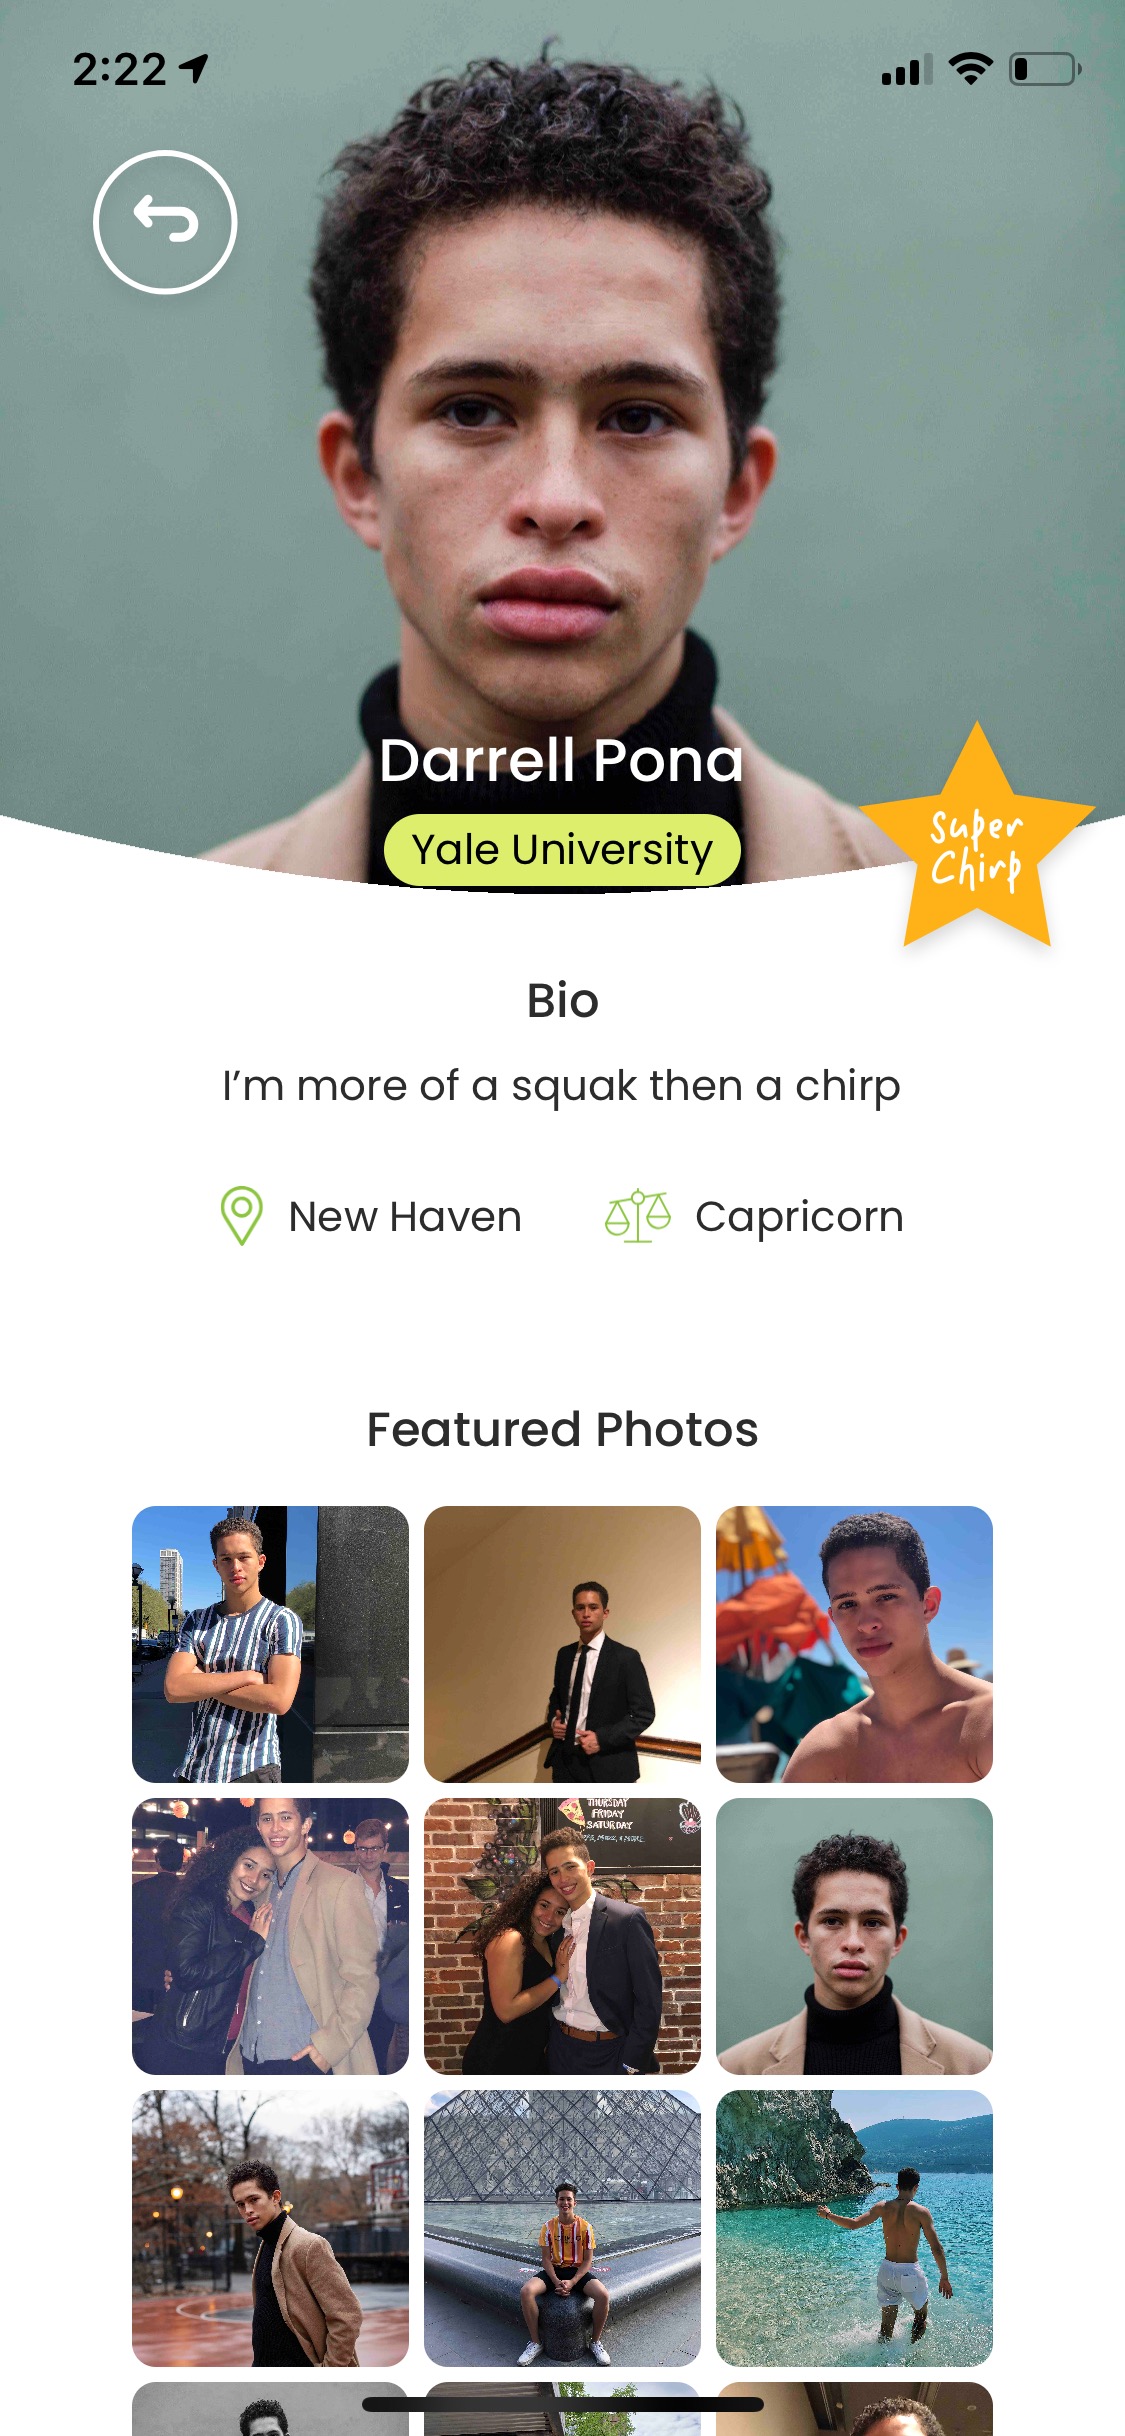 2:22
Darrell Pona
Yale University
Super
Chirp
Bio
I'm more of a squak then a chirp
New Haven
Capricorn
Featured Photos
THURSDAY
FRIDAY
SATURDAY